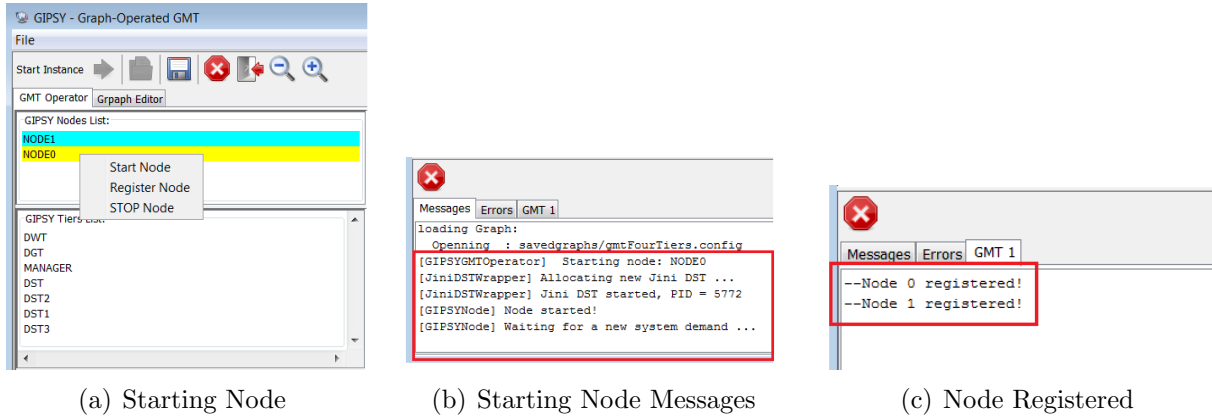 GIPSY - Graph-Operated GMT
File
Start Instance
GMT Operator Grpaph Editor
GIPSY Nodes List:
NODE1
NODE0
Start Node
Register Node
STOP Node
GIPSY Tiers List:
DWT
DGT
MANAGER
DST
DST2
DST1
DST3
(a) Starting Node
Messages Errors GMT 1
loading Graph:
Openning : savedgraphs/gmtFourTiers.config
[GIPSYGMTOperator] Starting node: NODE0
[JiniDSTWrapper] Allocating new Jini DST ...
[JiniDSTWrapper] Jini DST started, PID = 5772
[GIPSYNode] Node started!
[GIPSYNode] Waiting for a new system demand ...
(b) Starting Node Messages
Messages Errors GMT 1
--Node 0 registered!
--Node 1 registered!
(c) Node Registered